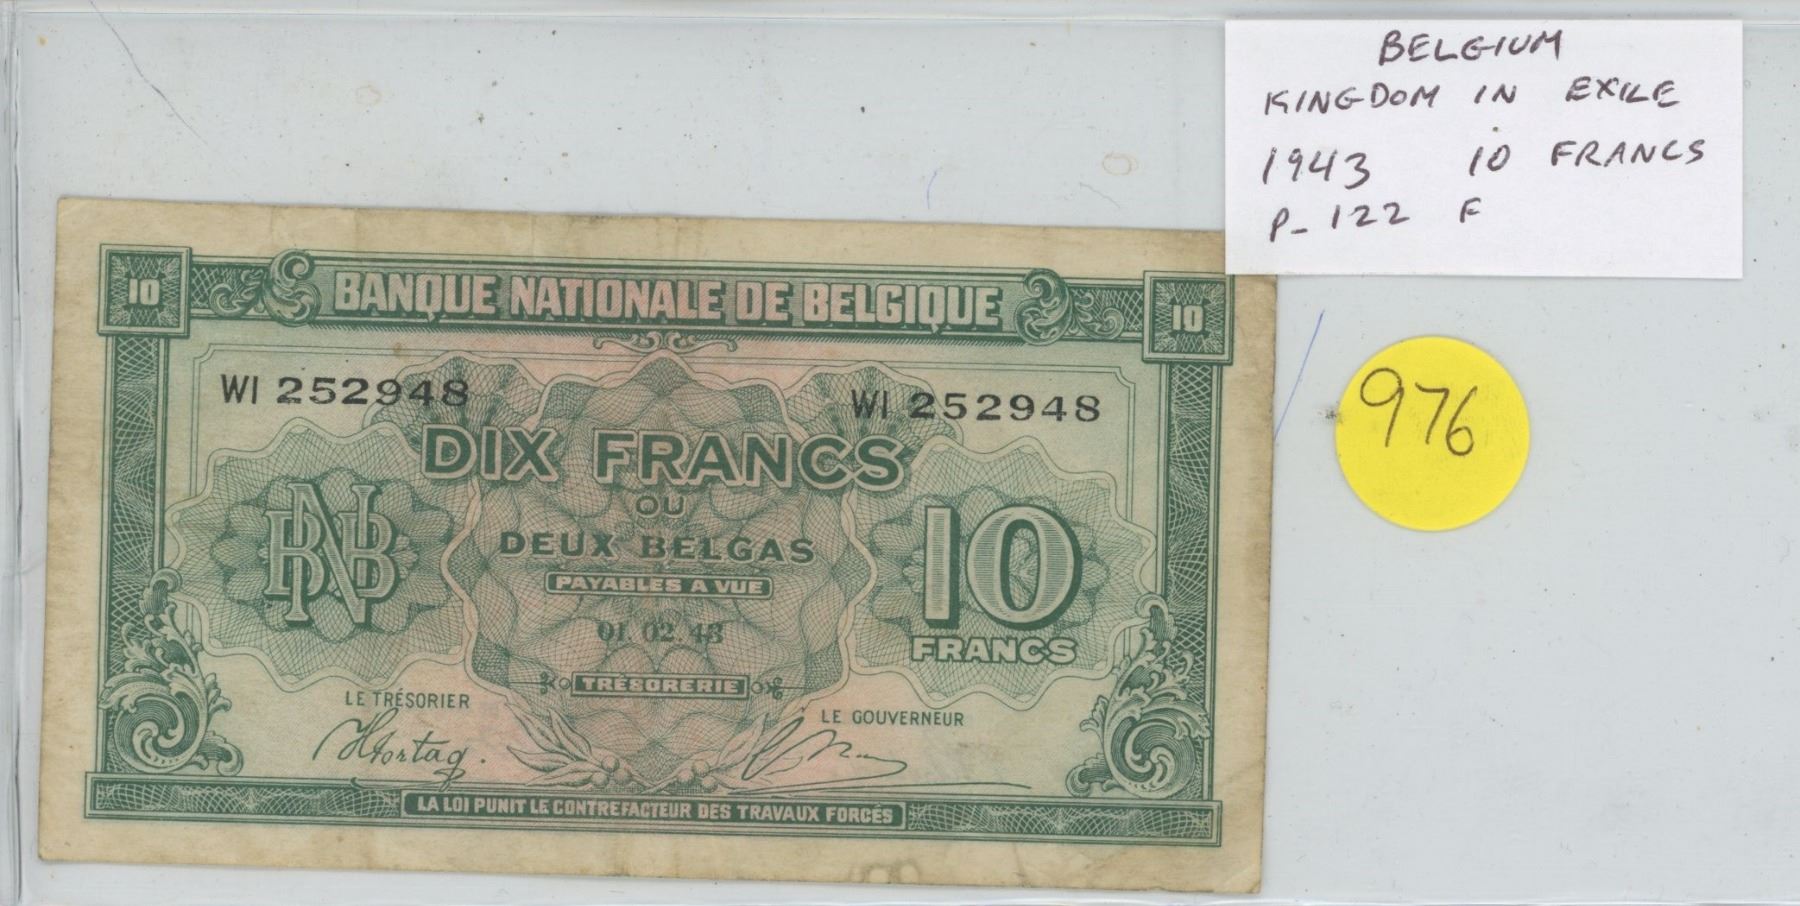 BELGIUM
KINGDOM IN EXILE
1943 10 FRANCS
P-122 F
10 BANQUE NATIONALE DE BELGIQUE 10
WI 252948 WI 252948
DIX FRANCS
OU
DEUX BELGAS
PAYABLES A VUE
BNB
10
FRANCS
01.02.43
TRÉSORERIE
LE TRÉSORIER
LE GOUVERNEUR
LA LOI PUNIT LE CONTREFACTEUR DES TRAVAUX FORCÉS
976